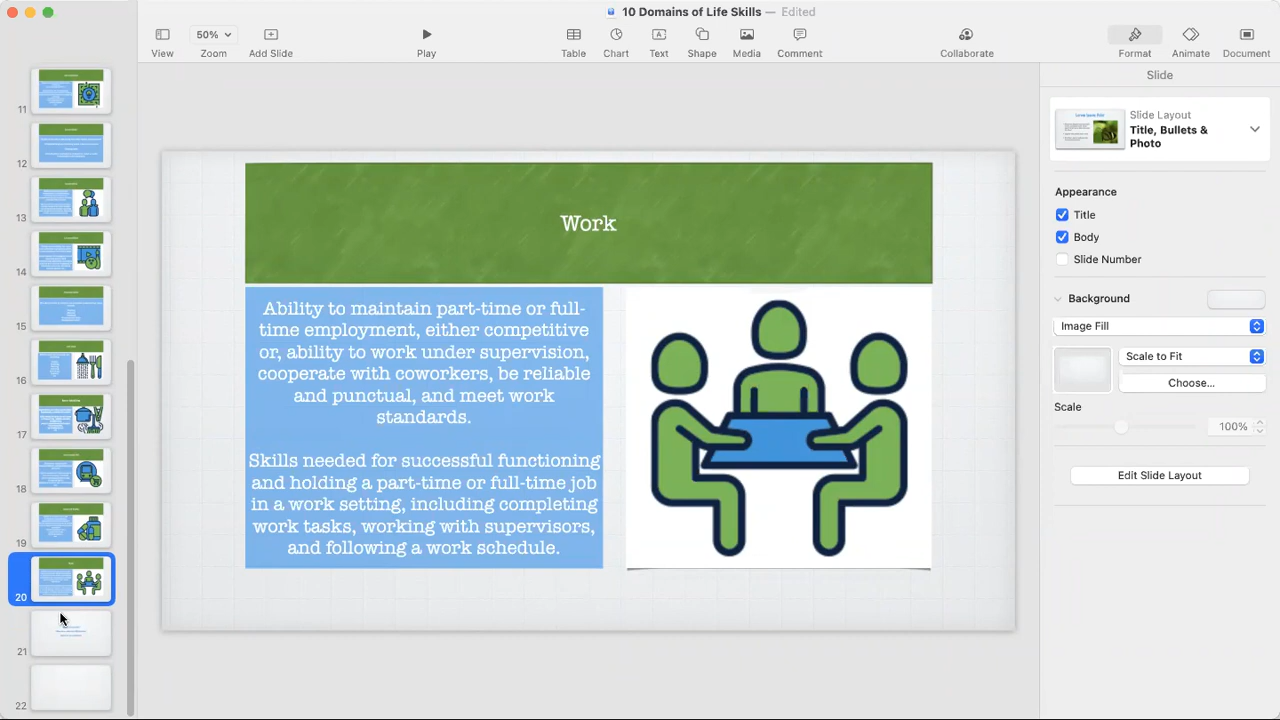 10 Domains of Life Skills — Edited
50%
View
Zoom
Add Slide
Play
Table
Chart
Text
Shape
Media
Comment
Collaborate
Format
Animate
Document
11
12
13
14
15
16
17
18
19
20
21
22
Work
Ability to maintain part-time or full-
time employment, either competitive
or, ability to work under supervision,
cooperate with coworkers, be reliable
and punctual, and meet work
standards.
Skills needed for successful functioning
and holding a part-time or full-time job
in a work setting, including completing
work tasks, working with supervisors,
and following a work schedule.
Slide
Slide Layout
Title, Bullets &
Photo
Appearance
Title
Body
Slide Number
Background
Image Fill
Scale to Fit
Choose...
Scale
100%
Edit Slide Layout